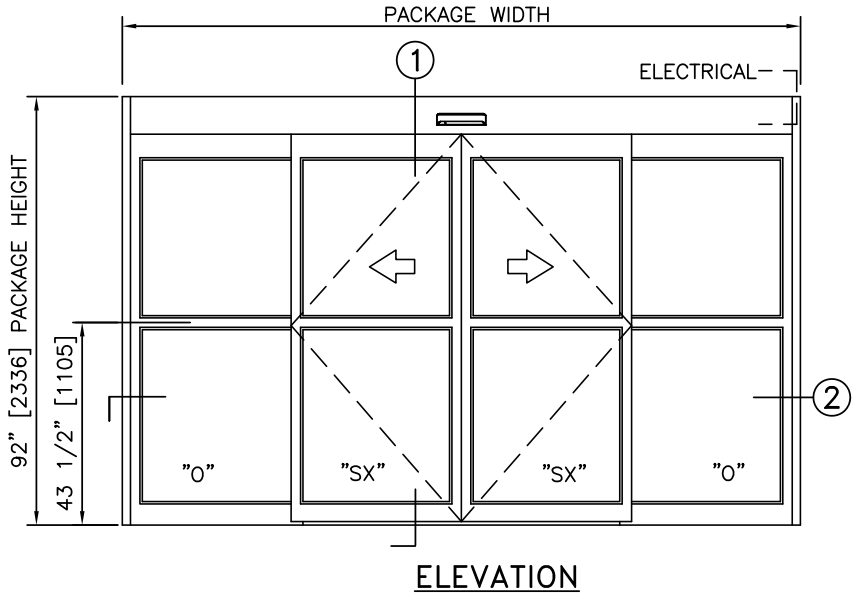 PACKAGE WIDTH
1
ELECTRICAL
92" [2336] PACKAGE HEIGHT
43 1/2" [1105]
2
"O"
"SX"
"SX"
"O"
ELEVATION